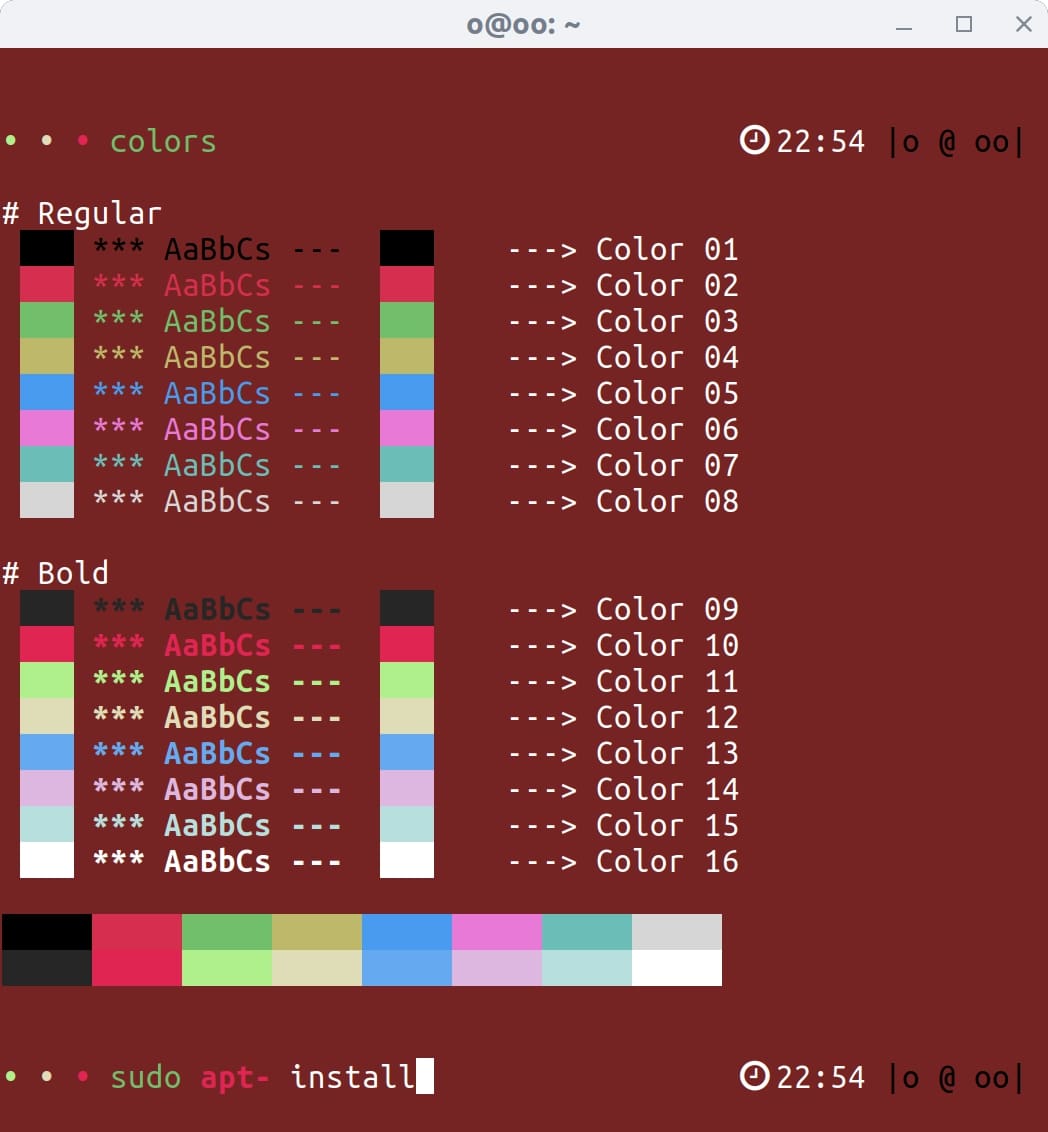 o@oo: ~
• • • colors 22:54 |o @ oo|
# Regular
*** AaBbCs --- ---> Color 01
*** AaBbCs --- ---> Color 02
*** AaBbCs --- ---> Color 03
*** AaBbCs --- ---> Color 04
*** AaBbCs --- ---> Color 05
*** AaBbCs --- ---> Color 06
*** AaBbCs --- ---> Color 07
*** AaBbCs --- ---> Color 08
# Bold
*** AaBbCs --- ---> Color 09
*** AaBbCs --- ---> Color 10
*** AaBbCs --- ---> Color 11
*** AaBbCs --- ---> Color 12
*** AaBbCs --- ---> Color 13
*** AaBbCs --- ---> Color 14
*** AaBbCs --- ---> Color 15
*** AaBbCs --- ---> Color 16
• • • sudo apt- install 22:54 |o @ oo|